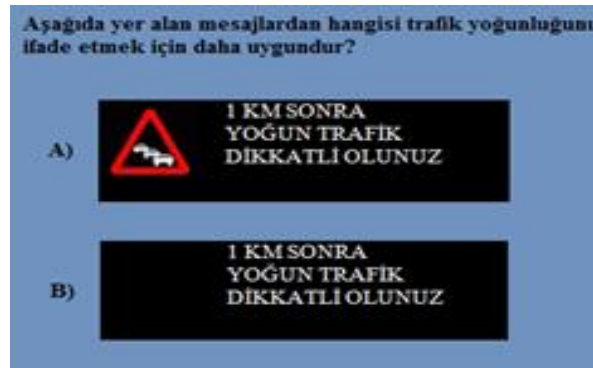 Aşağıda yer alan mesajlardan hangisi trafik yoğunluğunu
ifade etmek için daha uygundur?
A)
1 KM SONRA
YOĞUN TRAFİK
DİKKATLİ OLUNUZ
B)
1 KM SONRA
YOĞUN TRAFİK
DİKKATLİ OLUNUZ